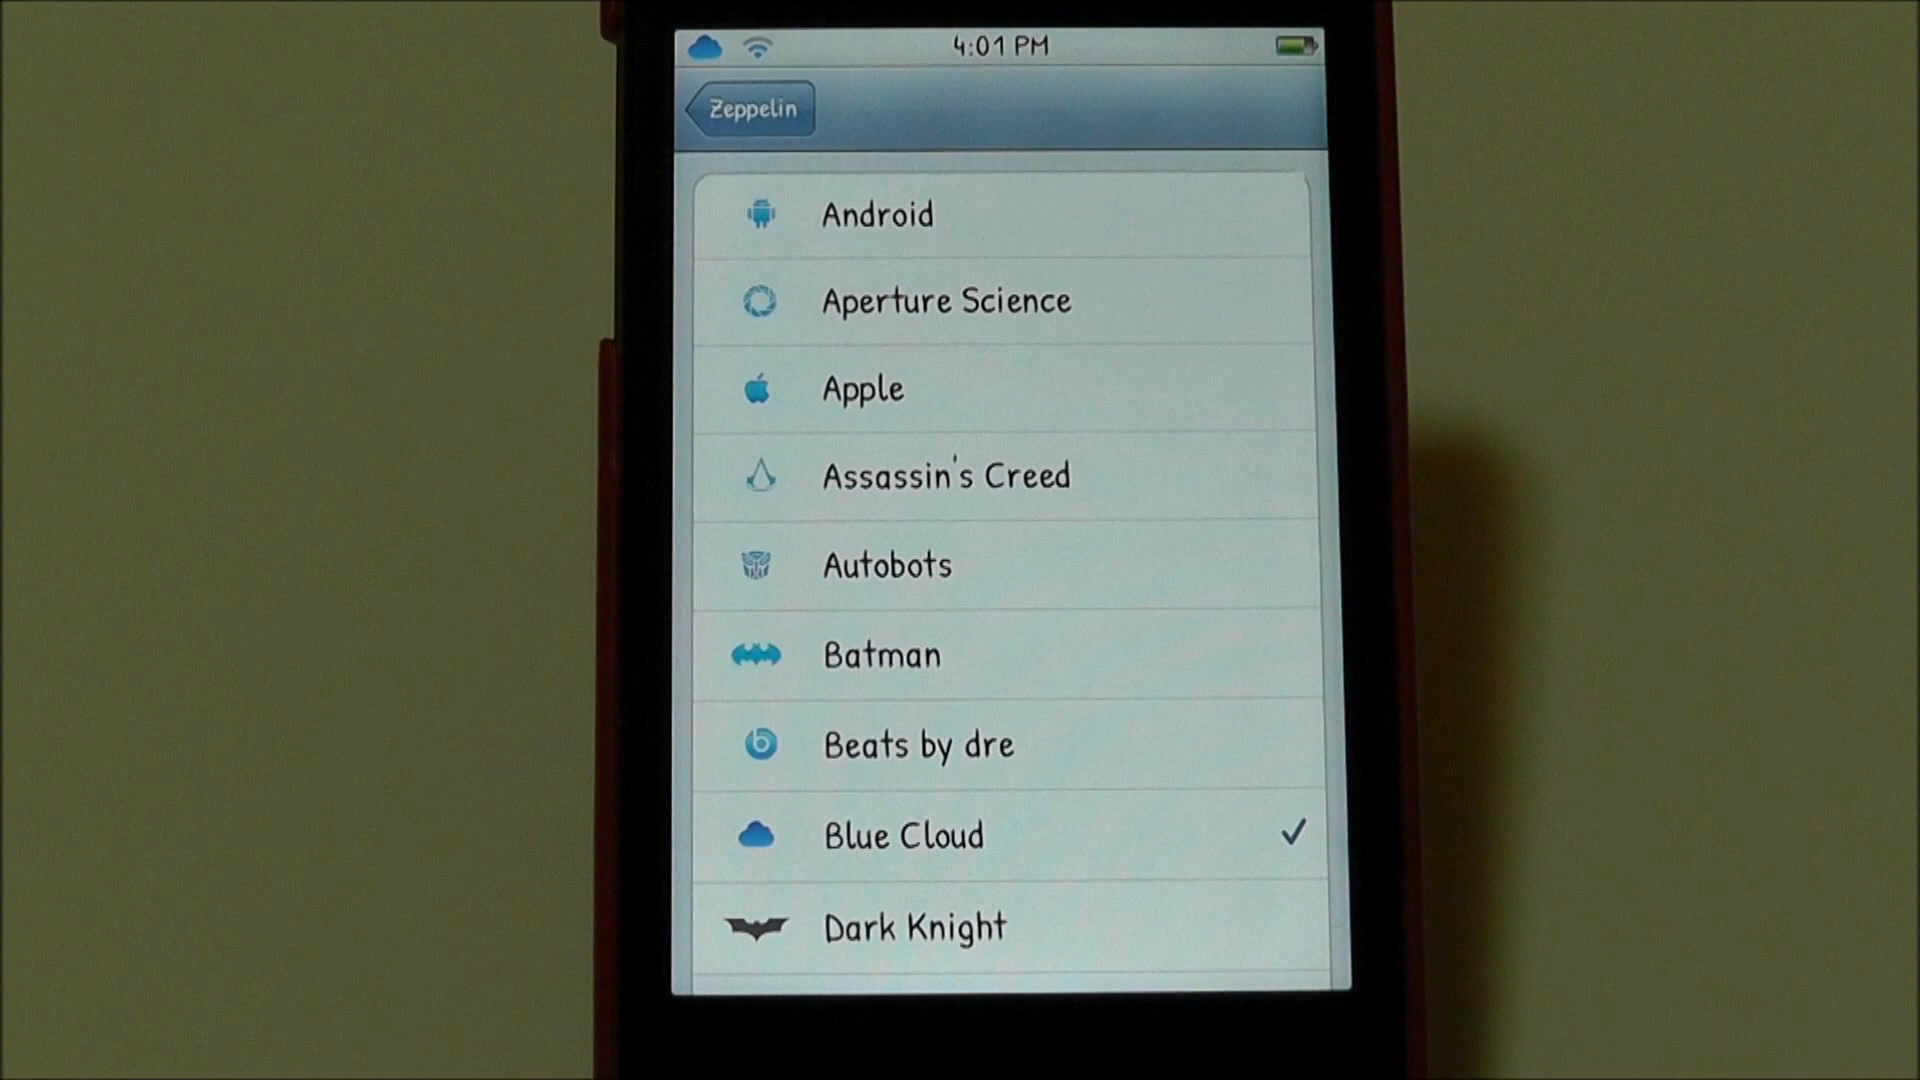 4:01 PM
Zeppelin
Android
Aperture Science
Apple
Assassin's Creed
Autobots
Batman
Beats by dre
Blue Cloud
Dark Knight